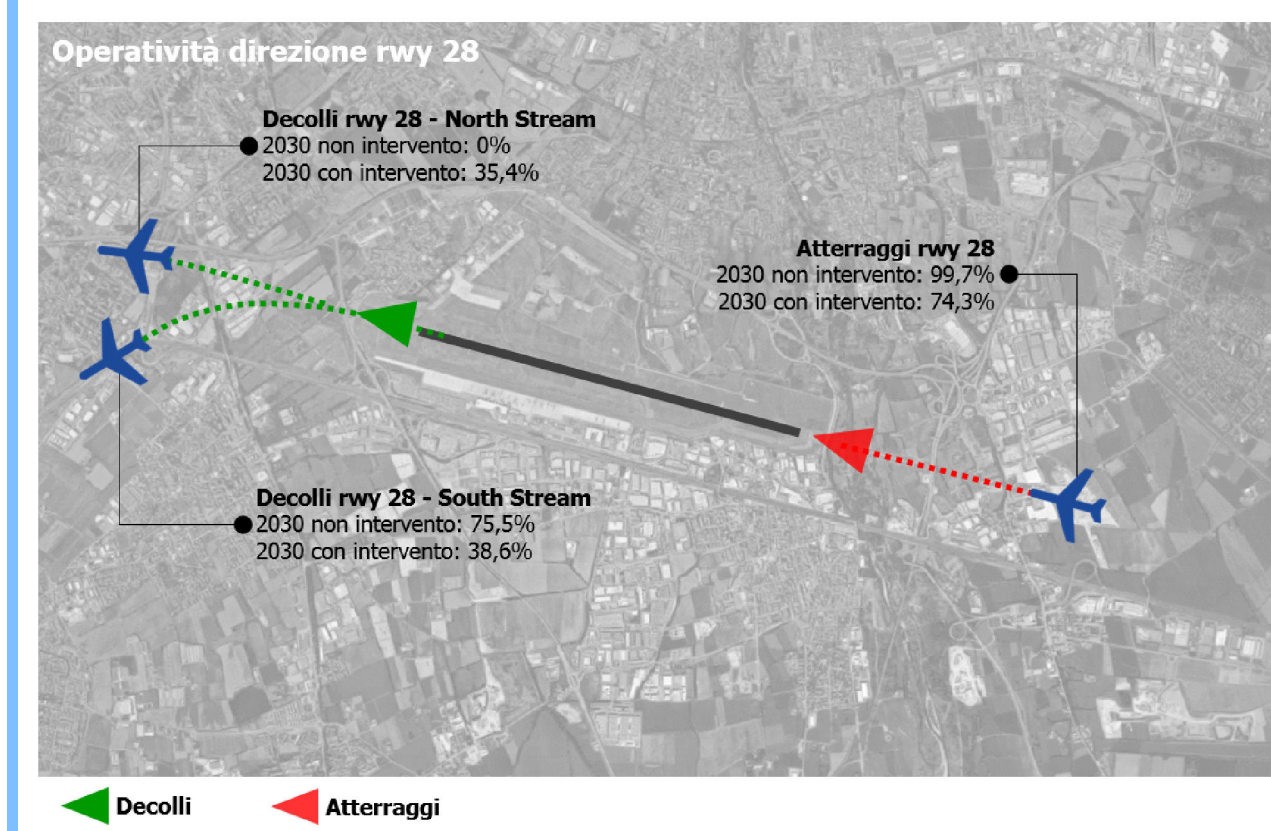 Operatività direzione rwy 28
Decolli rwy 28 - North Stream
2030 non intervento: 0%
2030 con intervento: 35,4%
Atterraggi rwy 28
2030 non intervento: 99,7%
2030 con intervento: 74,3%
Decolli rwy 28 - South Stream
2030 non intervento: 75,5%
2030 con intervento: 38,6%
Decolli
Atterraggi